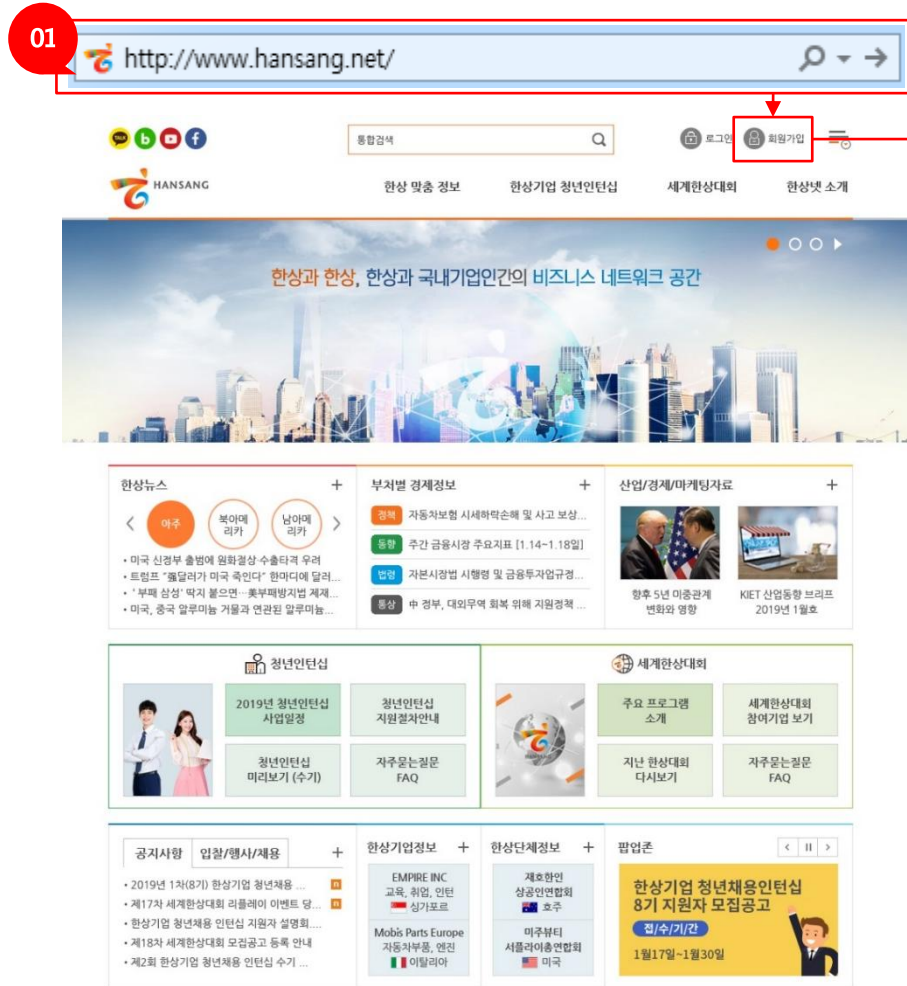 01
http://www.hansang.net/
TALK
통합검색
로그인
회원가입
HANSANG
한상 맞춤 정보
한상기업 청년인턴십
세계한상대회
한상넷 소개
한상과 한상, 한상과 국내기업인간의 비즈니스 네트워크 공간
한상뉴스 +
아주
북아메
리카
남아메
리카
• 미국 신정부 출범에 원화절상·수출타격 우려
• 트럼프 "强달러가 미국 죽인다" 한마디에 달러...
• '부패 삼성' 딱지 붙으면…美부패방지법 제재...
• 미국, 중국 알루미늄 거물과 연관된 알루미늄...
부처별 경제정보 +
정책 자동차보험 시세하락손해 및 사고 보상...
동향 주간 금융시장 주요지표 [1.14~1.18일]
법령 자본시장법 시행령 및 금융투자업규정...
통상 中 정부, 대외무역 회복 위해 지원정책 ...
산업/경제/마케팅자료 +
향후 5년 미중관계
변화와 영향
KIET 산업동향 브리프
2019년 1월호
청년인턴십
2019년 청년인턴십
사업일정
청년인턴십
지원절차안내
청년인턴십
미리보기 (수기)
자주묻는질문
FAQ
세계한상대회
HANSANG
주요 프로그램
소개
세계한상대회
참여기업 보기
지난 한상대회
다시보기
자주묻는질문
FAQ
공지사항
입찰/행사/채용
+
• 2019년 1차(8기) 한상기업 청년채용 ... n
• 제17차 세계한상대회 리플레이 이벤트 당... n
• 한상기업 청년채용 인턴십 지원자 설명회....
• 제18차 세계한상대회 모집공고 등록 안내
• 제2회 한상기업 청년채용 인턴십 수기 ...
한상기업정보 +
EMPIRE INC
교육, 취업, 인턴
싱가포르
Mobis Parts Europe
자동차부품, 엔진
이탈리아
한상단체정보 +
재호한인
상공인연합회
호주
미주뷰티
서플라이총연합회
미국
팝업존
한상기업 청년채용인턴십
8기 지원자 모집공고
접/수/기/간
1월17일~1월30일